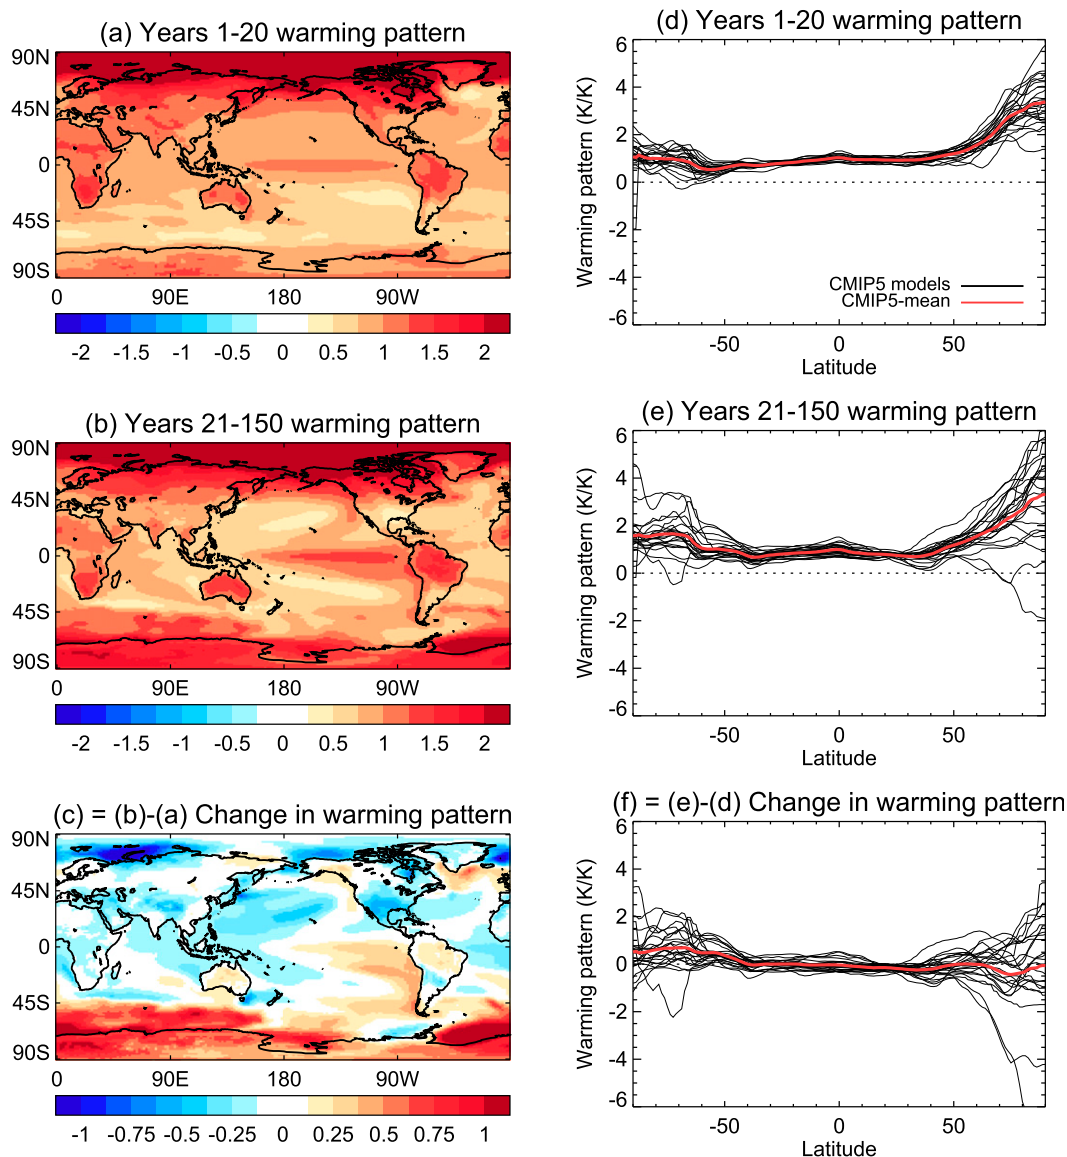 (a) Years 1-20 warming pattern
90N
45N
0
45S
90S
0 90E 180 90W
-2 -1.5 -1 -0.5 0 0.5 1 1.5 2
(d) Years 1-20 warming pattern
Warming pattern (K/K)
6
4
2
0
-2
-4
-6
CMIP5 models
CMIP5-mean
-50 0 50
Latitude
(b) Years 21-150 warming pattern
90N
45N
0
45S
90S
0 90E 180 90W
-2 -1.5 -1 -0.5 0 0.5 1 1.5 2
(e) Years 21-150 warming pattern
Warming pattern (K/K)
6
4
2
0
-2
-4
-6
-50 0 50
Latitude
(c) = (b)-(a) Change in warming pattern
90N
45N
0
45S
90S
0 90E 180 90W
-1 -0.75 -0.5 -0.25 0 0.25 0.5 0.75 1
(f) = (e)-(d) Change in warming pattern
Warming pattern (K/K)
6
4
2
0
-2
-4
-6
-50 0 50
Latitude